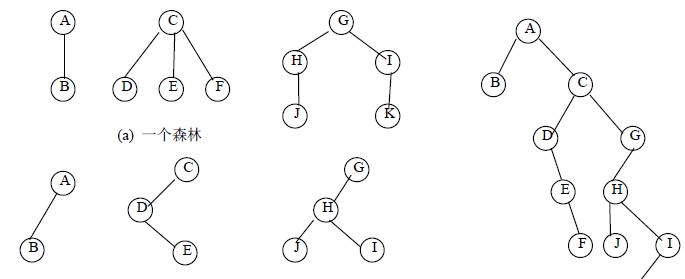 A C G A
H I B C
B D E F D G
J K
(a) 一个森林
C G E H
A
D H F J I
B E J I